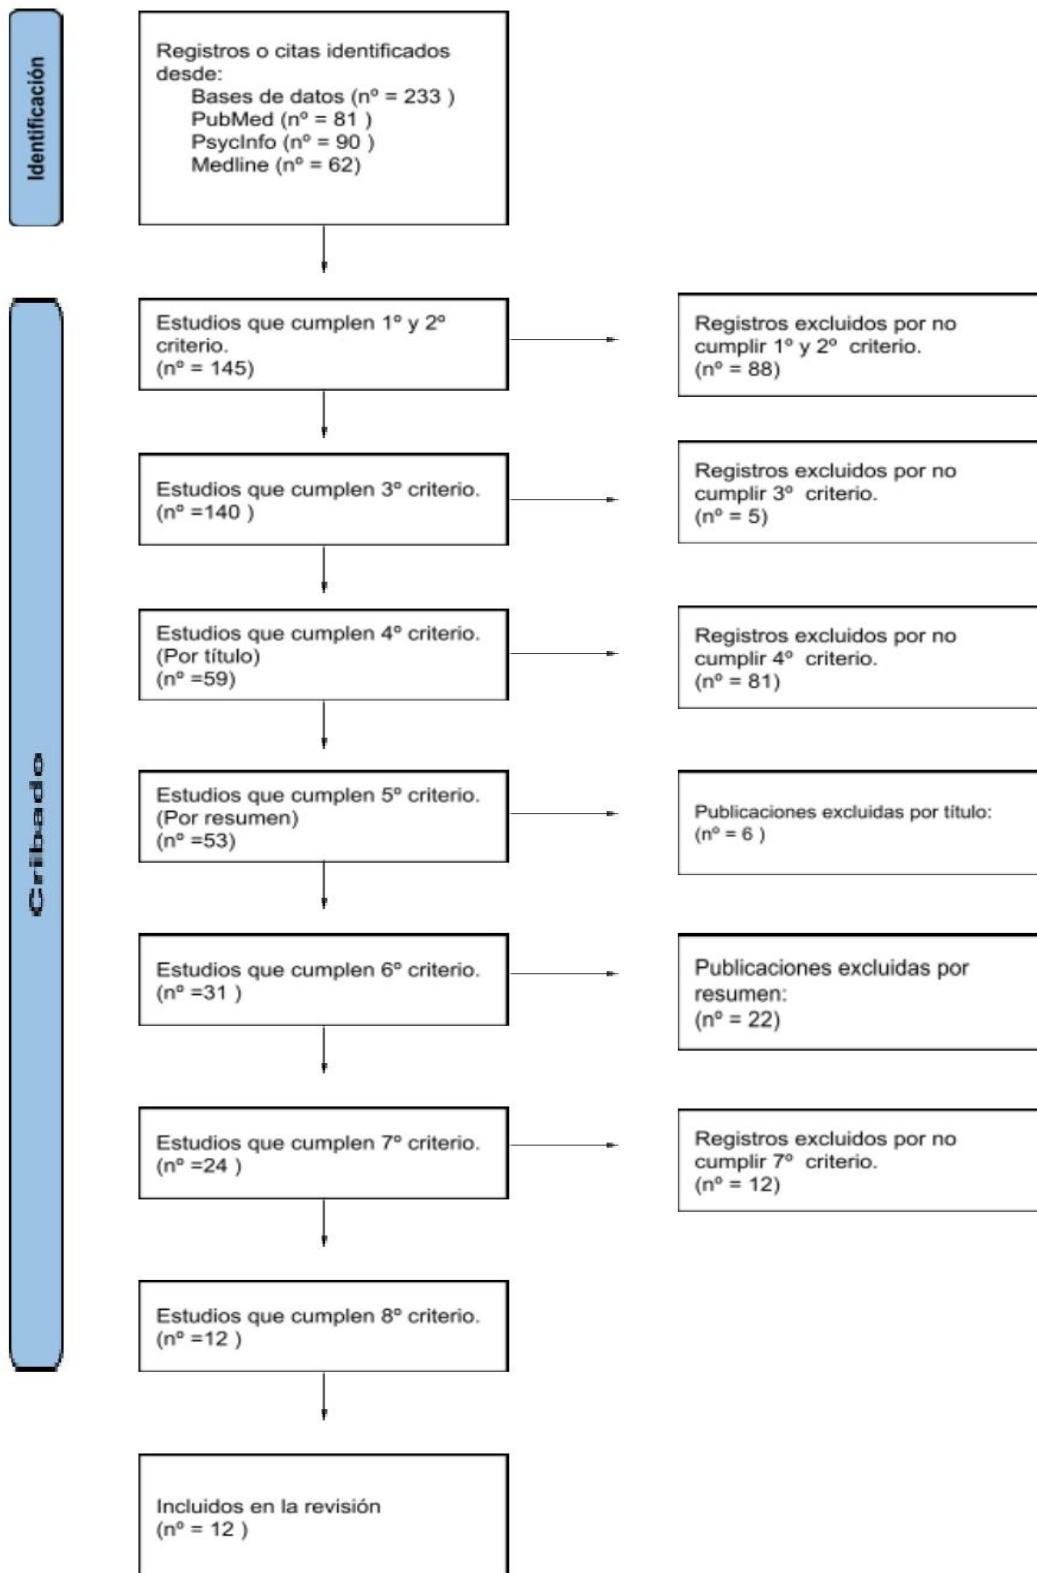 Identificación
Registros o citas identificados
desde:
Bases de datos (nº = 233 )
PubMed (nº = 81 )
PsycInfo (nº = 90 )
Medline (nº = 62)
Cribado
Estudios que cumplen 1º y 2º
criterio.
(nº = 145)
Registros excluidos por no
cumplir 1º y 2º criterio.
(nº = 88)
Estudios que cumplen 3º criterio.
(nº =140 )
Registros excluidos por no
cumplir 3º criterio.
(nº = 5)
Estudios que cumplen 4º criterio.
(Por título)
(nº =59)
Registros excluidos por no
cumplir 4º criterio.
(nº = 81)
Estudios que cumplen 5º criterio.
(Por resumen)
(nº =53)
Publicaciones excluidas por título:
(nº = 6 )
Estudios que cumplen 6º criterio.
(nº =31 )
Publicaciones excluidas por
resumen:
(nº = 22)
Estudios que cumplen 7º criterio.
(nº =24 )
Registros excluidos por no
cumplir 7º criterio.
(nº = 12)
Estudios que cumplen 8º criterio.
(nº =12 )
Incluidos en la revisión
(nº = 12 )